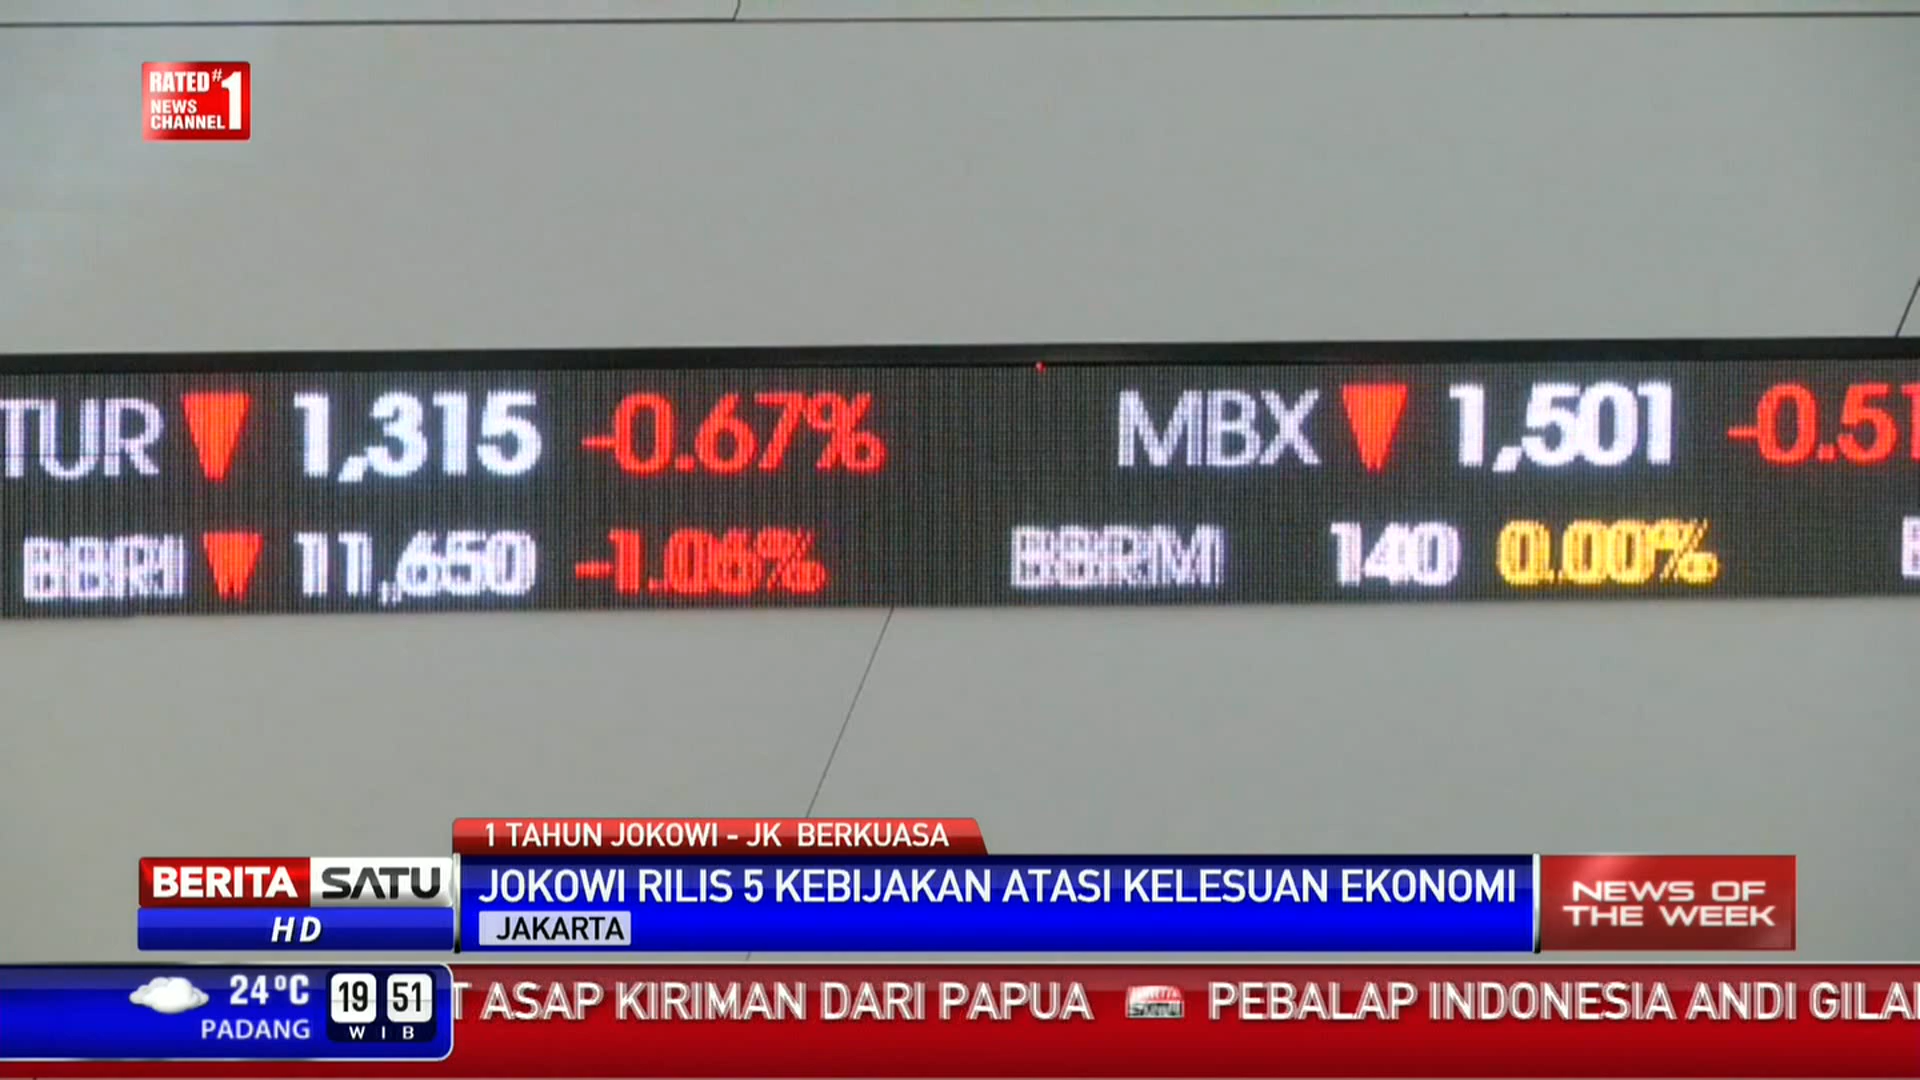 RATED #1
NEWS
CHANNEL
TUR ▼ 1,315 -0.67% MBX ▼ 1,501 -0.51
BBRI ▼ 11,650 -1.06% BBRM 140 0.00%
1 TAHUN JOKOWI - JK BERKUASA
BERITA SATU
HD
JOKOWI RILIS 5 KEBIJAKAN ATASI KELESUAN EKONOMI
JAKARTA
NEWS OF
THE WEEK
24°C
PADANG
19 51
WIB
T ASAP KIRIMAN DARI PAPUA PEBALAP INDONESIA ANDI GILA